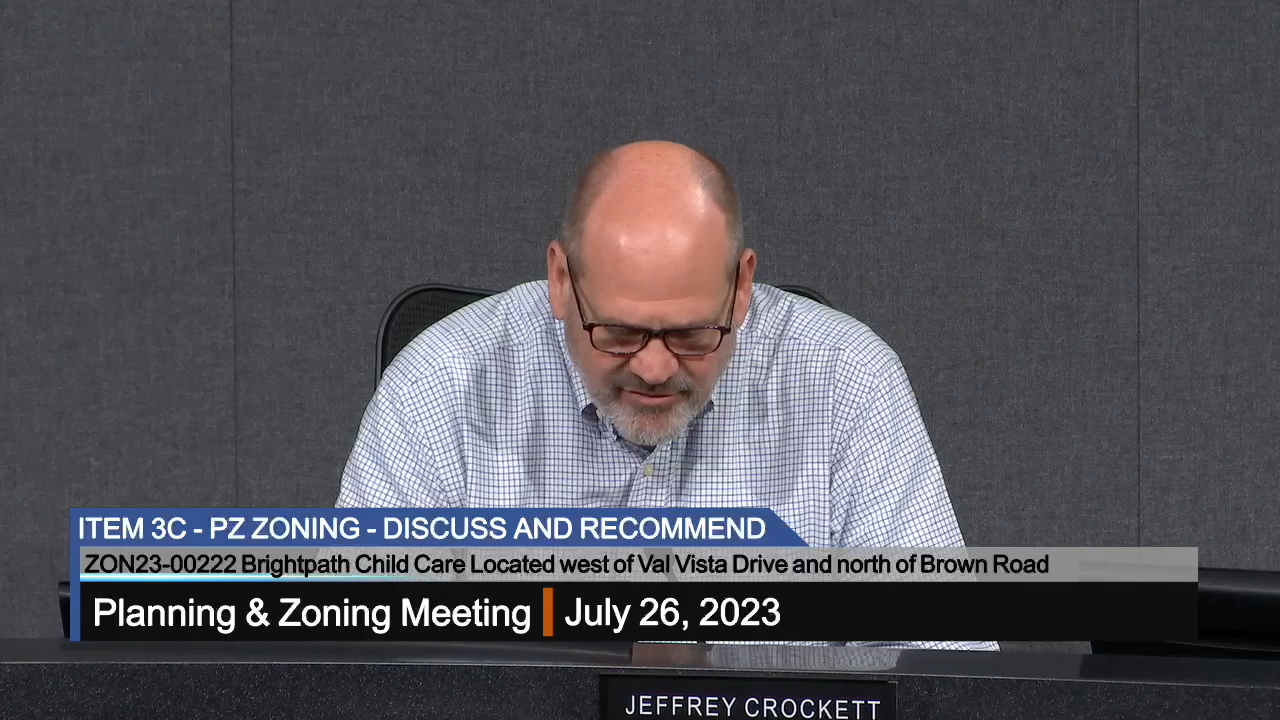 ITEM 3C - PZ ZONING - DISCUSS AND RECOMMEND
ZON23-00222 Brightpath Child Care Located west of Val Vista Drive and north of Brown Road
Planning & Zoning Meeting July 26, 2023
JEFFREY CROCKETT